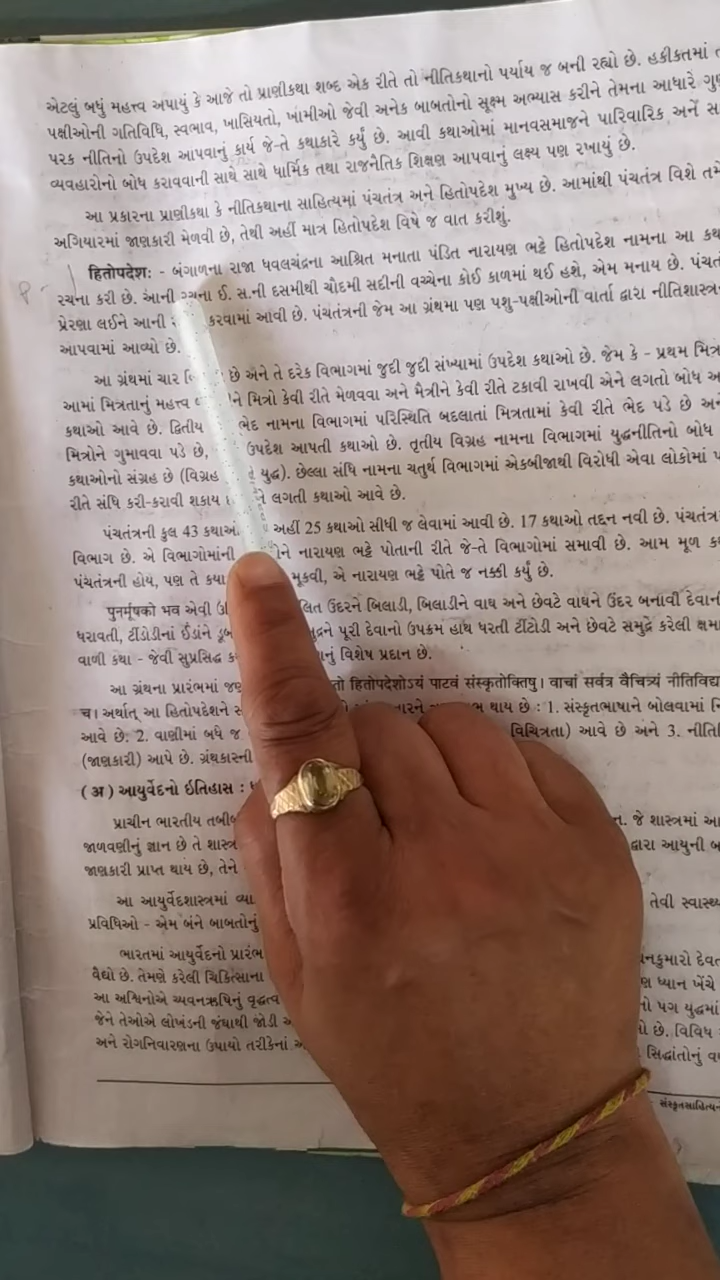 એટલું બધું મહત્ત્વ અપાયું કે આજે તો પ્રાણીકથા શબ્દ એક રીતે તો નીતિકથાનો પર્યાય જ બની રહ્યો છે. હકીકતમાં
પક્ષીઓની ગતિવિધિ, સ્વભાવ, ખાસિયતો, ખામીઓ જેવી અનેક બાબતોનો સૂક્ષ્મ અભ્યાસ કરીને તેમના આધારે
પરક નીતિનો ઉપદેશ આપવાનું કાર્ય જે-તે કથાકારે કર્યું છે. આવી કથાઓમાં માનવસમાજને પારિવારિક અને
વ્યવહારોનો બોધ કરાવવાની સાથે સાથે ધાર્મિક તથા રાજનૈતિક શિક્ષણ આપવાનું લક્ષ્ય પણ રખાયું છે.
આ પ્રકારના પ્રાણીકથા કે નીતિકથાના સાહિત્યમાં પંચતંત્ર અને હિતોપદેશ મુખ્ય છે. આમાંથી પંચતંત્ર વિશે
અગિયારમાં જાણકારી મેળવી છે, તેથી અહીં માત્ર હિતોપદેશ વિષે જ વાત કરીશું.
હિતોપદેશ: - બંગાળના રાજા ધવલચંદ્રના આશ્રિત મનાતા પંડિત નારાયણ ભટ્ટે હિતોપદેશ નામના આ
રચના કરી છે. આની રચના ઈ. સ.ની દસમીથી ચૌદમી સદીની વચ્ચેના કોઈ કાળમાં થઈ હશે, એમ મનાય છે.
પ્રેરણા લઈને આની કરવામાં આવી છે. પંચતંત્રની જેમ આ ગ્રંથમા પણ પશુ-પક્ષીઓની વાર્તા દ્વારા
આપવામાં આવ્યો છે.
આ ગ્રંથમાં ચાર છે અને તે દરેક વિભાગમાં જુદી જુદી સંખ્યામાં ઉપદેશ કથાઓ છે. જેમ કે - પ્રથમ
આમાં મિત્રતાનું મહત્ત્વ મિત્રો કેવી રીતે મેળવવા અને મૈત્રીને કેવી રીતે ટકાવી રાખવી એને લગતો બોધ
કથાઓ આવે છે. દ્વિતીય ભેદ નામના વિભાગમાં પરિસ્થિતિ બદલાતાં મિત્રતામાં કેવી રીતે ભેદ પડે છે
મિત્રોને ગુમાવવા પડે છે, ઉપદેશ આપતી કથાઓ છે. તૃતીય વિગ્રહ નામના વિભાગમાં યુદ્ધનીતિનો બોધ
કથાઓનો સંગ્રહ છે (વિગ્રહ યુદ્ધ). છેલ્લા સંધિ નામના ચતુર્થ વિભાગમાં એકબીજાથી વિરોધી એવા લોકોમાં
રીતે સંધિ કરી-કરાવી શકાય લગતી કથાઓ આવે છે.
પંચતંત્રની કુલ 43 અહીં 25 કથાઓ સીધી જ લેવામાં આવી છે. 17 કથાઓ તદ્દન નવી છે.
વિભાગ છે. એ વિભાગોમાંની નારાયણ ભટ્ટે પોતાની રીતે જે-તે વિભાગોમાં સમાવી છે. આમ મૂળ
પંચતંત્રની હોય, પણ તે મૂકવી, એ નારાયણ ભટ્ટે પોતે જ નક્કી કર્યું છે.
પુનર્મૂષકો ભવ એવી ઉંદરને બિલાડી, બિલાડીને વાઘ અને છેવટે વાઘને ઉંદર બનાવી
ધરાવતી, ટીંડોડીનાં ઈંડાંને પૂરી દેવાનો ઉપક્રમ હાથ ધરતી ટીંટોડી અને છેવટે સમુદ્રે કરેલી
વાળી કથા - જેવી સુપ્રસિદ્ધ વિશેષ પ્રદાન છે.
આ ગ્રંથના પ્રારંભમાં हितोपदेशोऽयं पाटवं संस्कृतोक्तिषु। वाचां सर्वत्र वैचित्र्यं
च। અર્થાત્ આ હિતોપદેશને થાય છે : 1. સંસ્કૃતભાષાને બોલવામાં
આવે છે. 2. વાણીમાં બધે જ વિચિત્રતા) આવે છે અને 3.
(જાણકારી) આપે છે. ગ્રંથકારની
(अ) આયુર્વેદનો ઇતિહાસ :
પ્રાચીન ભારતીય જે શાસ્ત્રમાં
જાળવણીનું જ્ઞાન છે તે શાસ્ત્ર દ્વારા આયુની
જાણકારી પ્રાપ્ત થાય છે, તેને
આ આયુર્વેદશાસ્ત્રમાં તેવી
પ્રવિધિઓ - એમ બંને બાબતોનું
ભારતમાં આયુર્વેદનો પ્રારંભ
વૈદ્યો છે. તેમણે કરેલી ચિકિત્સાના ધ્યાન ખેંચે
આ અશ્વિનોએ ચ્યવનઋષિનું પગ યુદ્ધમાં
જેને તેઓએ લોખંડની જંઘાથી જોડી છે. વિવિધ
અને રોગનિવારણના ઉપાયો તરીકેનાં સિદ્ધાંતોનું